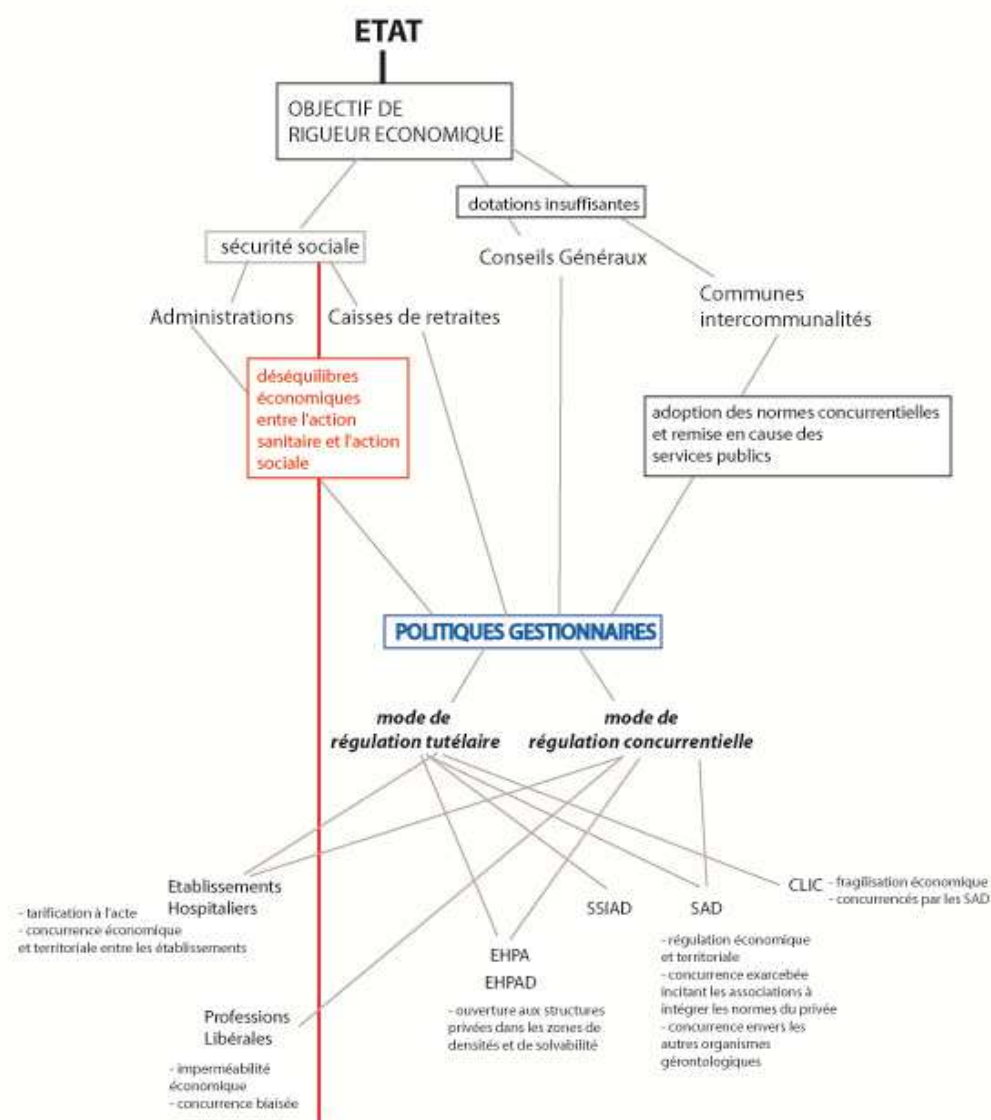 ETAT
OBJECTIF DE
RIGUEUR ECONOMIQUE
dotations insuffisantes
sécurité sociale
Conseils Généraux
Communes
intercommunalités
Administrations
Caisses de retraites
déséquilibres
économiques
entre l'action
sanitaire et l'action
sociale
adoption des normes concurrentielles
et remise en cause des
services publics
POLITIQUES GESTIONNAIRES
mode de
régulation tutélaire
mode de
régulation concurrentielle
Etablissements
Hospitaliers
- tarification à l'acte
- concurrence économique
et territoriale entre les établissements
SSIAD
SAD
CLIC
- fragilisation économique
- concurrencés par les SAD
EHPA
EHPAD
- ouverture aux structures
privées dans les zones de
densités et de solvabilité
- régulation économique
et territoriale
- concurrence exarcebée
incitant les associations à
intégrer les normes du privée
- concurrence envers les
autres organismes
gérontologiques
Professions
Libérales
- imperméabilité
économique
- concurrence biaisée